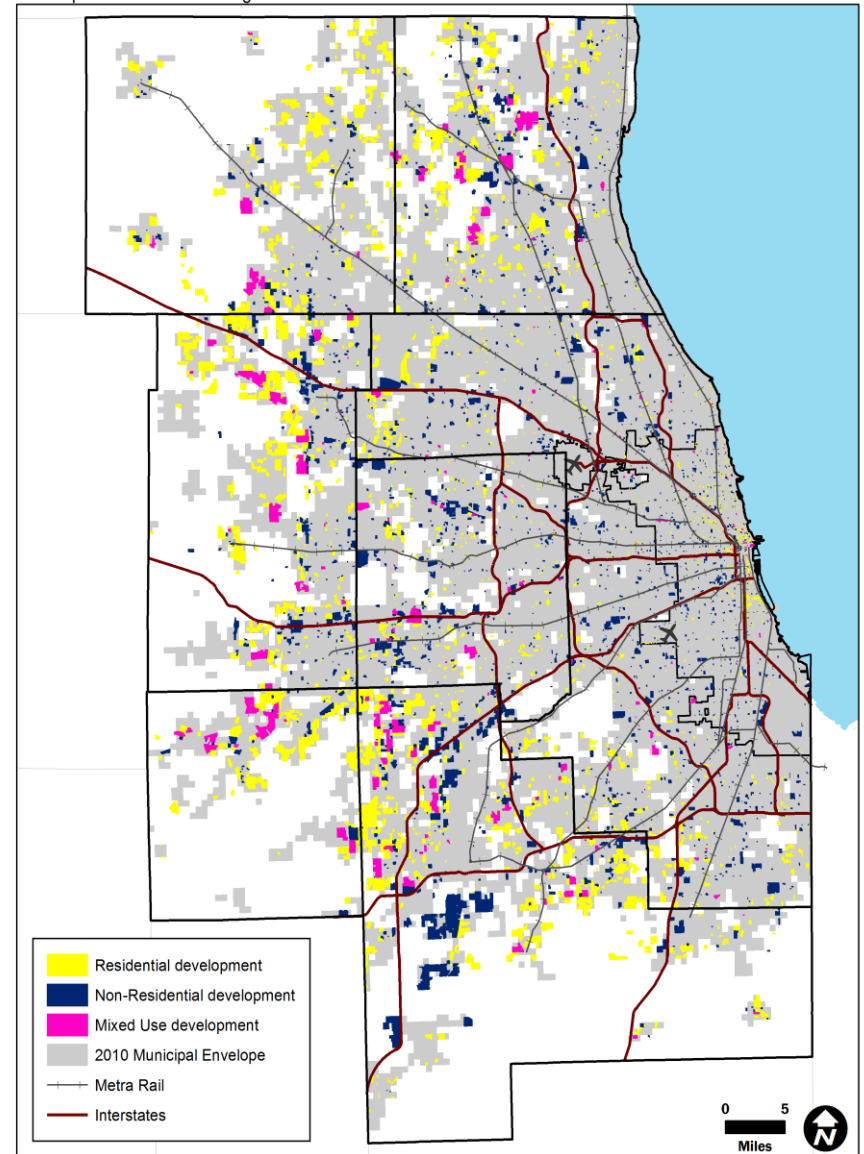 Residential development
Non-Residential development
Mixed Use development
2010 Municipal Envelope
Metra Rail
Interstates
0 5
Miles
N